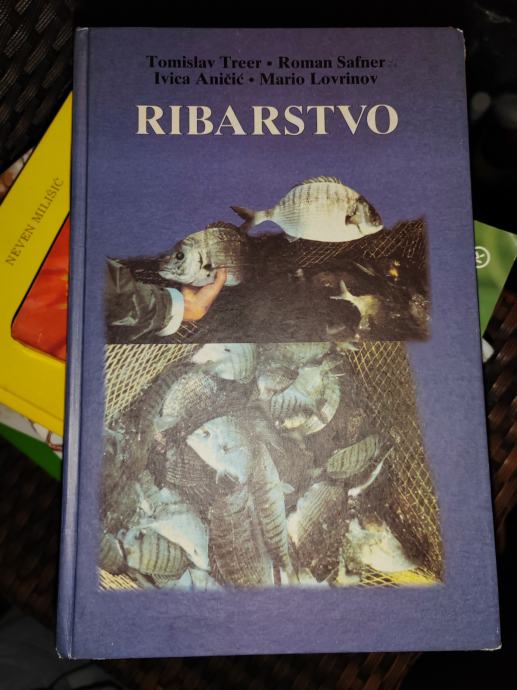 Tomislav Treer • Roman Safner
Ivica Aničić • Mario Lovrinov
RIBARSTVO
NEVEN MILIŠIĆ